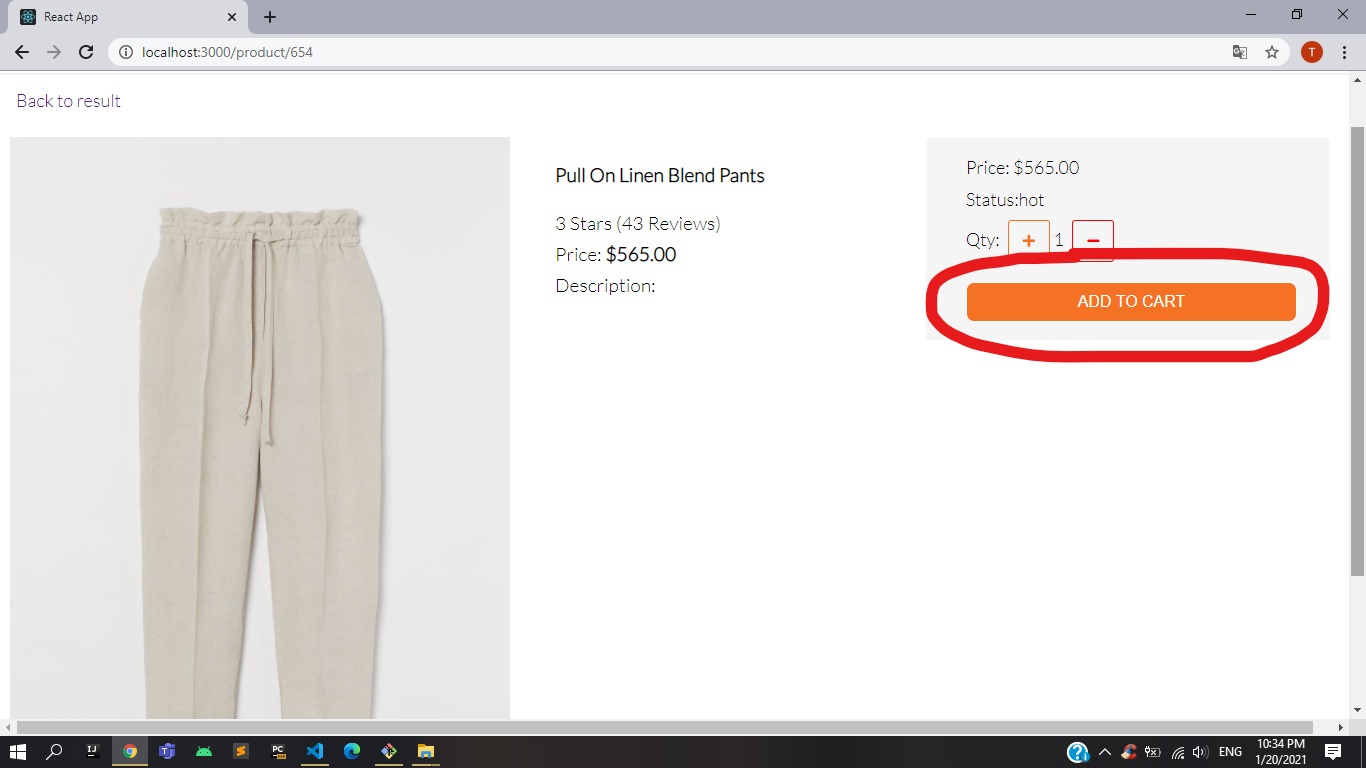 React App
localhost:3000/product/654
T
Back to result
Pull On Linen Blend Pants
3 Stars (43 Reviews)
Price: $565.00
Description:
Price: $565.00
Status:hot
Qty: + 1 −
ADD TO CART
IJ
T
PC
ENG
10:34 PM
1/20/2021